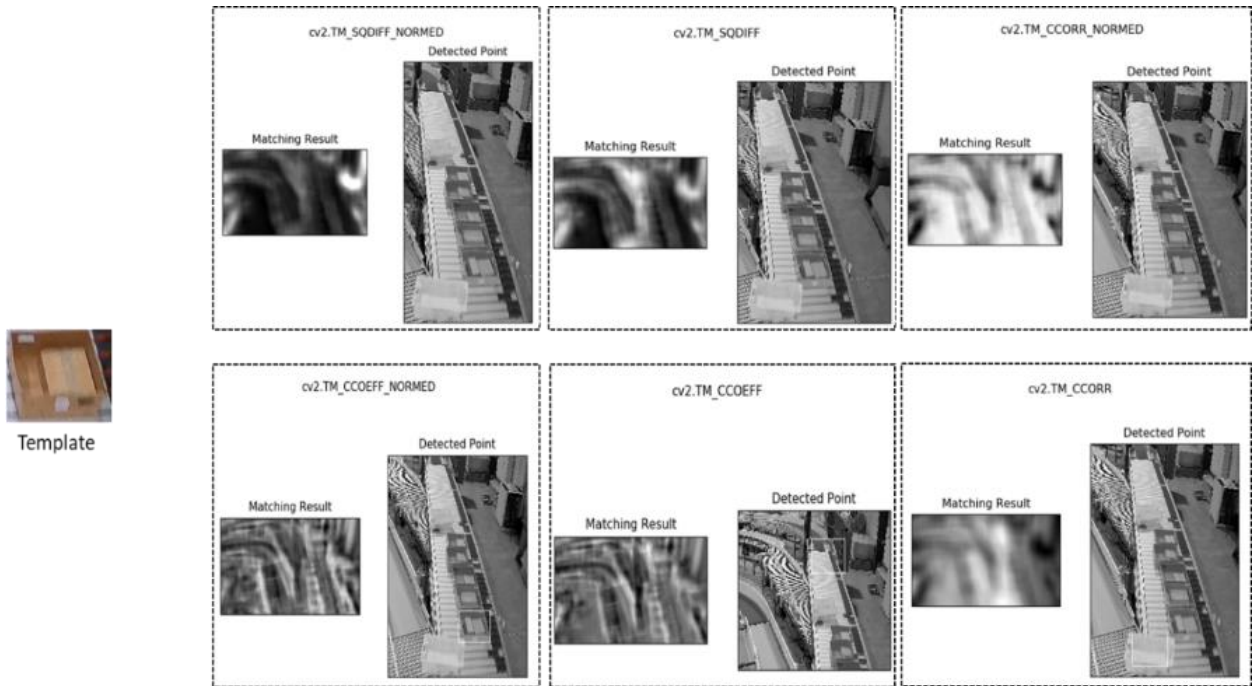 cv2.TM_SQDIFF_NORMED
Detected Point
Matching Result
cv2.TM_SQDIFF
Detected Point
Matching Result
cv2.TM_CCORR_NORMED
Detected Point
Matching Result
Template
cv2.TM_CCOEFF_NORMED
Detected Point
Matching Result
cv2.TM_CCOEFF
Detected Point
Matching Result
cv2.TM_CCORR
Detected Point
Matching Result